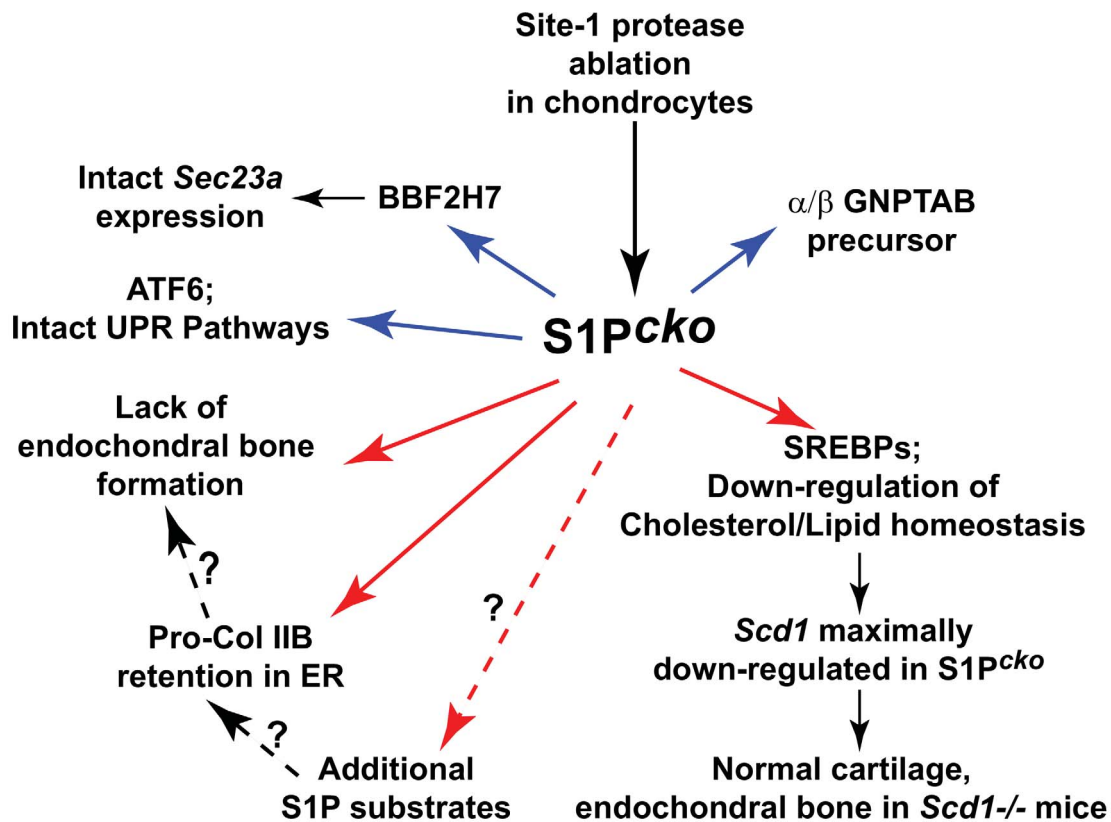 Site-1 protease
ablation
in chondrocytes
Intact Sec23a
expression
BBF2H7
α/β GNPTAB
precursor
ATF6;
Intact UPR Pathways
S1Pcko
Lack of
endochondral bone
formation
SREBPs;
Down-regulation of
Cholesterol/Lipid homeostasis
?
?
Pro-Col IIB
retention in ER
Scd1 maximally
down-regulated in S1Pcko
?
Additional
S1P substrates
Normal cartilage,
endochondral bone in Scd1-/- mice